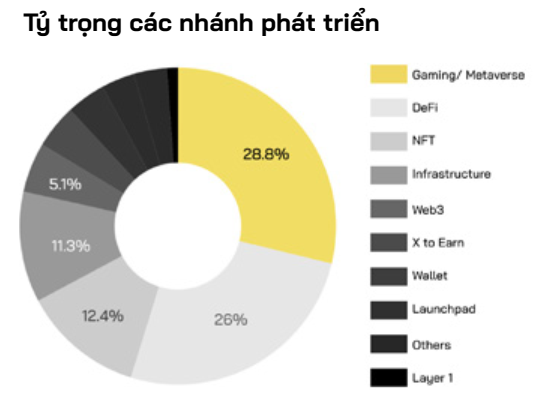 Tỷ trọng các nhánh phát triển
28.8%
26%
12.4%
11.3%
5.1%
Gaming/ Metaverse
DeFi
NFT
Infrastructure
Web3
X to Earn
Wallet
Launchpad
Others
Layer 1